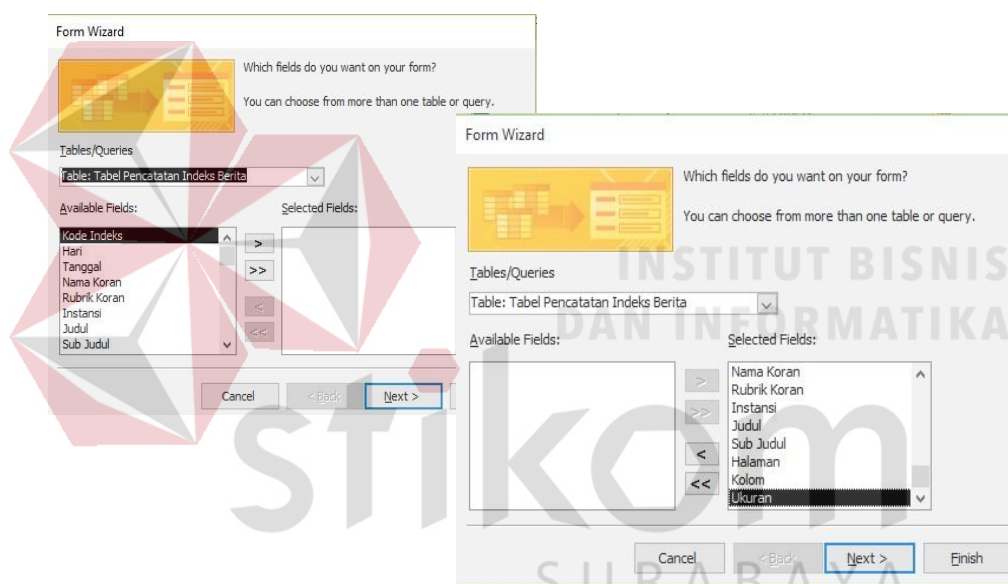 Form Wizard
Which fields do you want on your form?
You can choose from more than one table or query.
Tables/Queries
Table: Tabel Pencatatan Indeks Berita
Available Fields:
Selected Fields:
Kode Indeks
Hari
Tanggal
Nama Koran
Rubrik Koran
Instansi
Judul
Sub Judul
>
>>
<
<<
Cancel
< Back
Next >
Form Wizard
Which fields do you want on your form?
You can choose from more than one table or query.
Tables/Queries
Table: Tabel Pencatatan Indeks Berita
Available Fields:
Selected Fields:
>
>>
<
<<
Nama Koran
Rubrik Koran
Instansi
Judul
Sub Judul
Halaman
Kolom
Ukuran
Cancel
< Back
Next >
Finish
INSTITUT BISNIS
DAN INFORMATIKA
stikom
SURABAYA